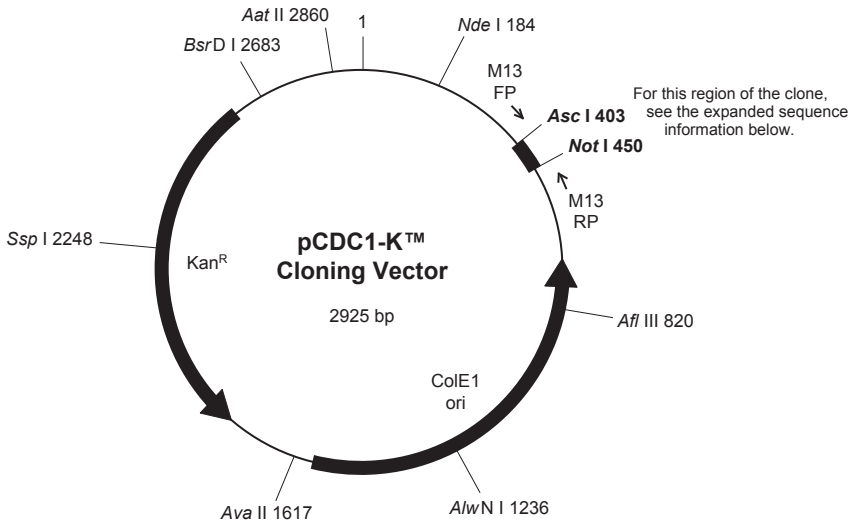 Aat II 2860
1
Nde I 184
BsrD I 2683
M13
FP
Asc I 403
For this region of the clone,
see the expanded sequence
information below.
Not I 450
M13
RP
Ssp I 2248
KanR
pCDC1-K™
Cloning Vector
2925 bp
Afl III 820
ColE1
ori
AlwN I 1236
Ava II 1617